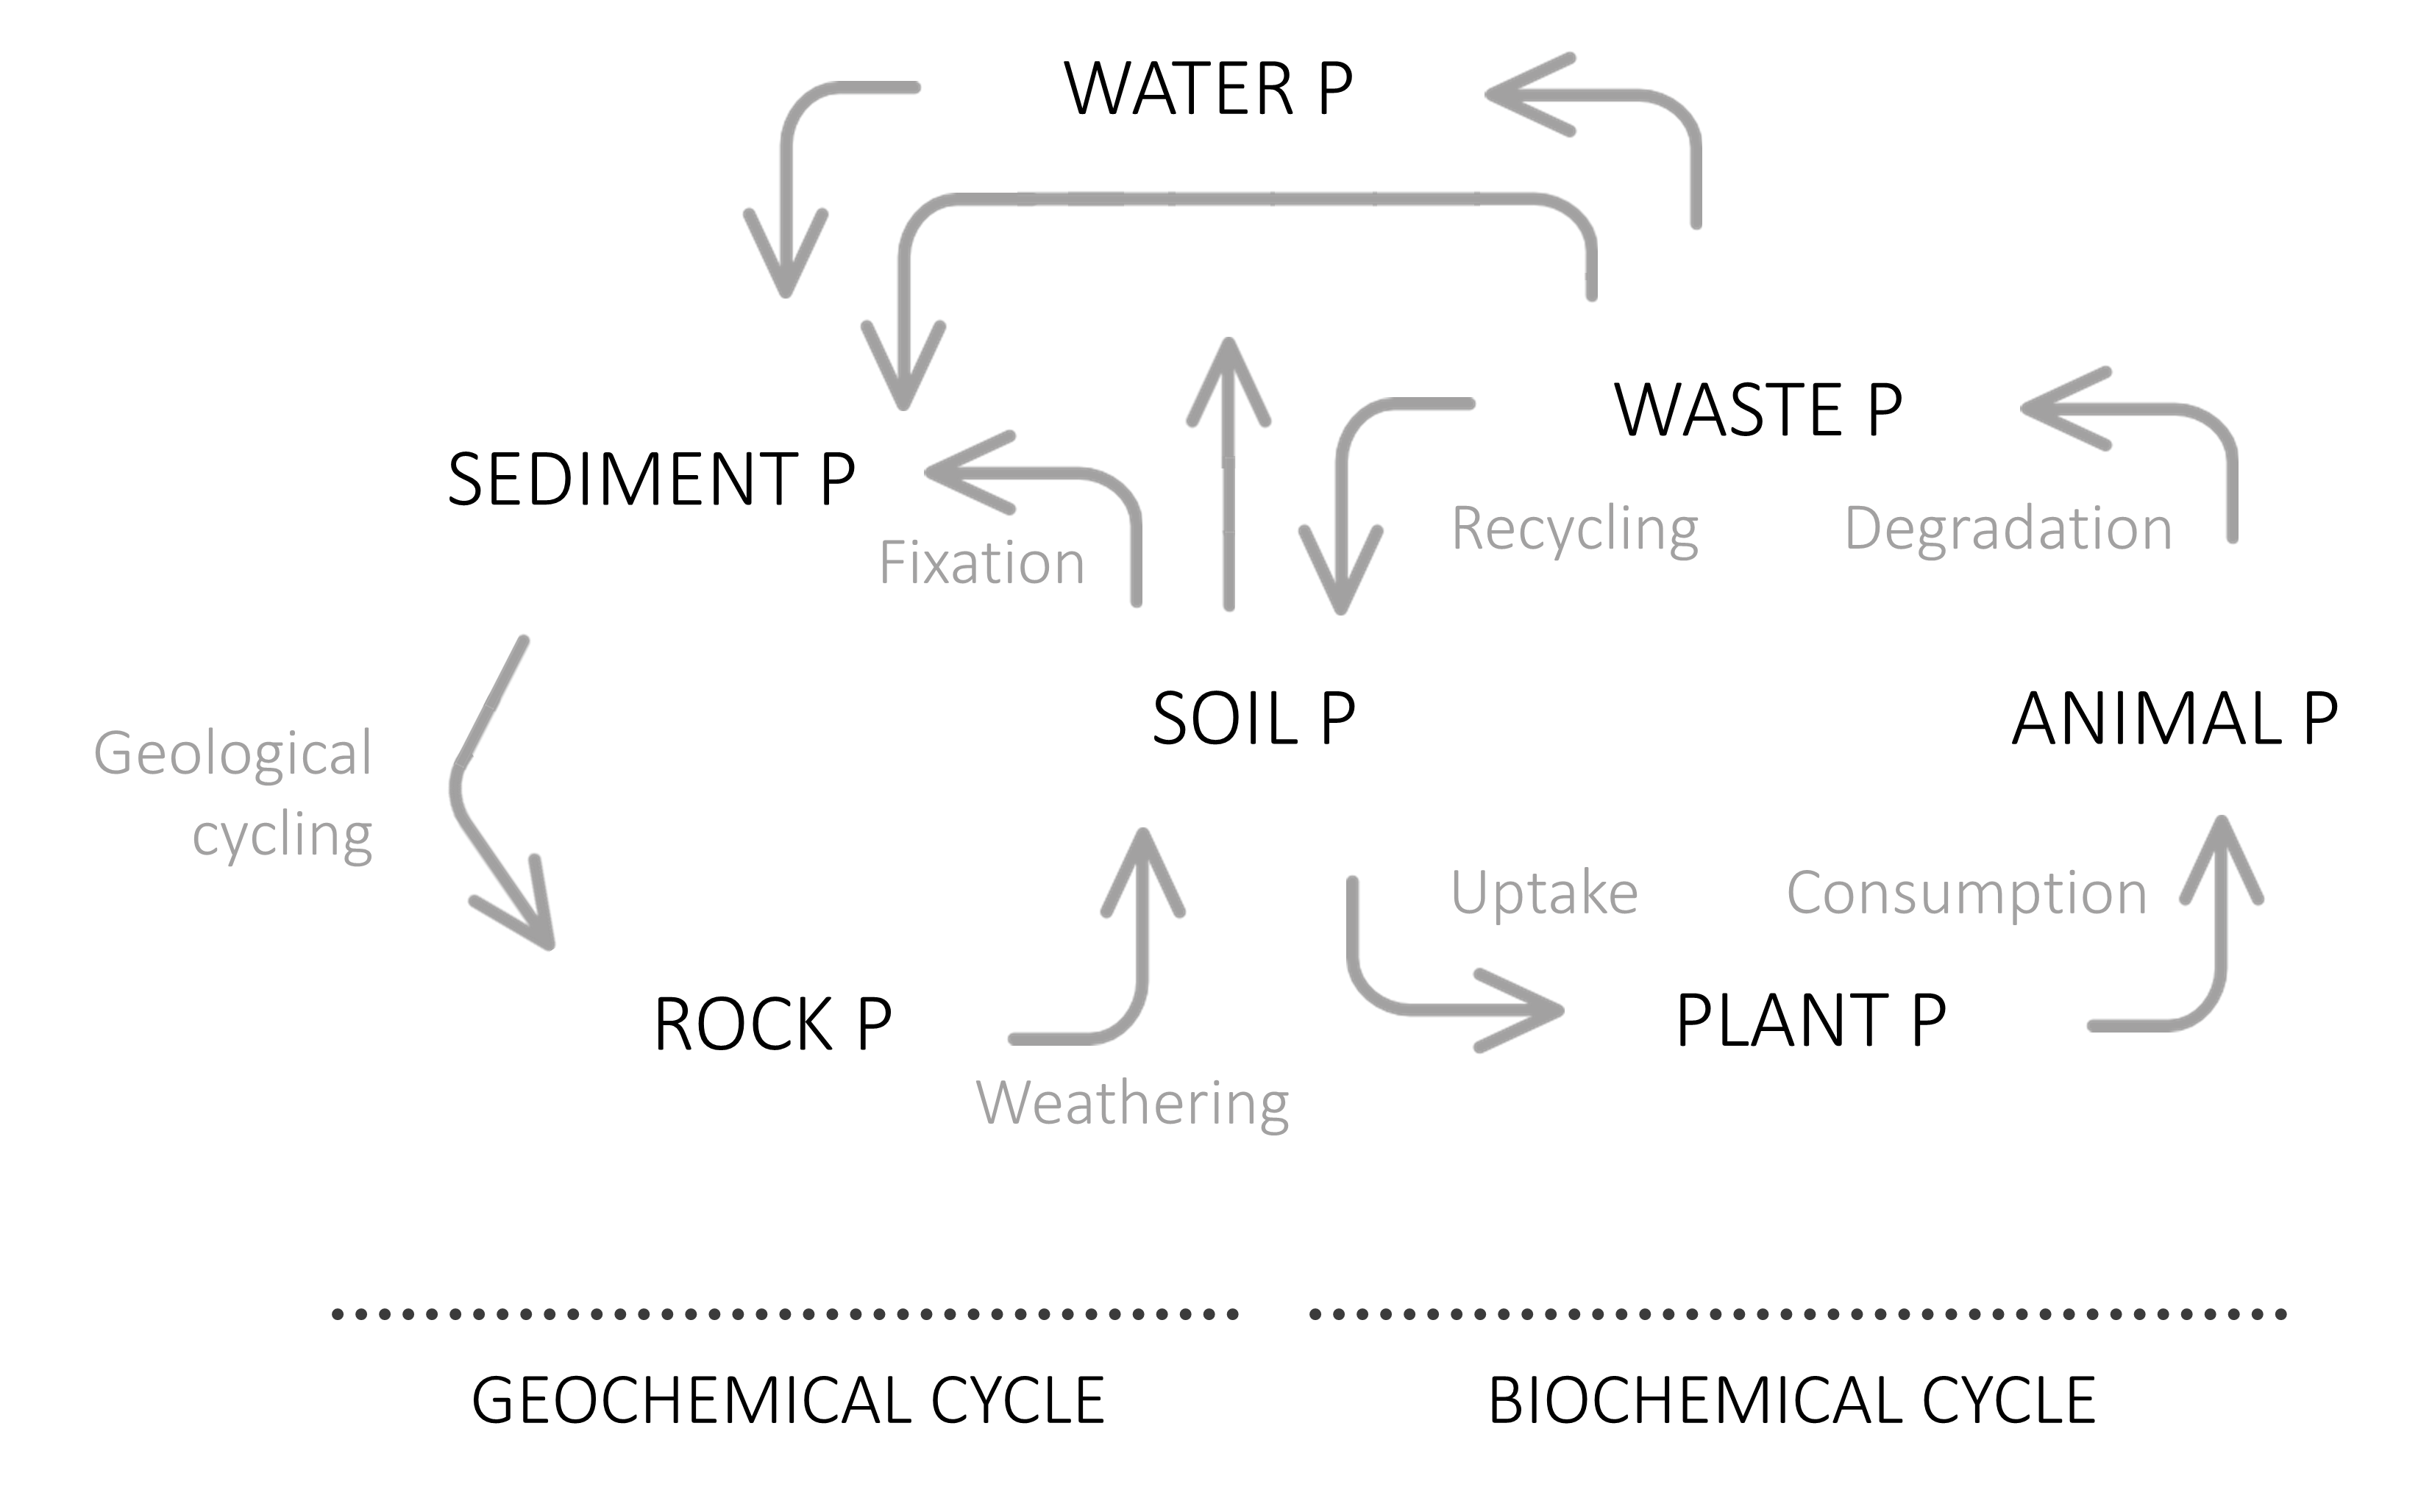 WATER P
WASTE P
SEDIMENT P
Recycling
Degradation
Fixation
SOIL P
ANIMAL P
Geological
cycling
Uptake
Consumption
ROCK P
PLANT P
Weathering
GEOCHEMICAL CYCLE
BIOCHEMICAL CYCLE